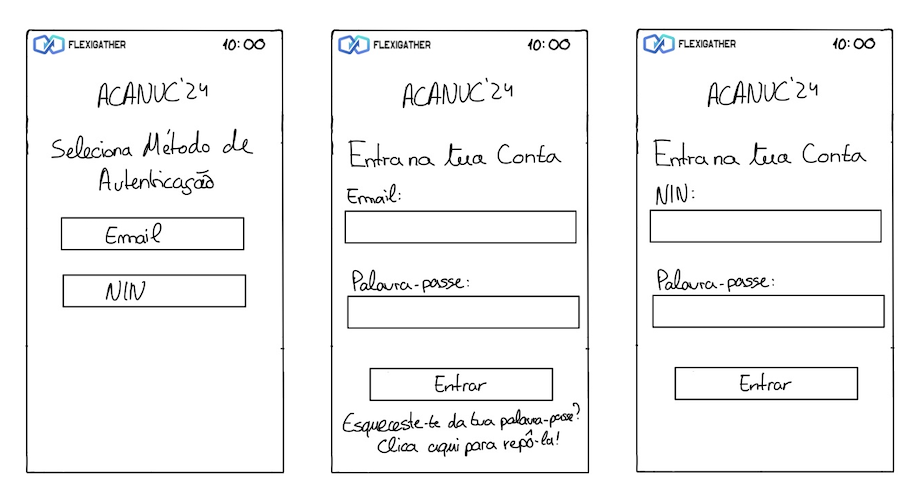 FLEXIGATHER 10:00
ACANUC'24
Seleciona Método de
Autenticação
Email
NIN
FLEXIGATHER 10:00
ACANUC'24
Entra na tua Conta
Email:
Palavra-passe:
Entrar
Esqueceste-te da tua palavra-passe?
Clica aqui para repô-la!
FLEXIGATHER 10:00
ACANUC'24
Entra na tua Conta
NIN:
Palavra-passe:
Entrar